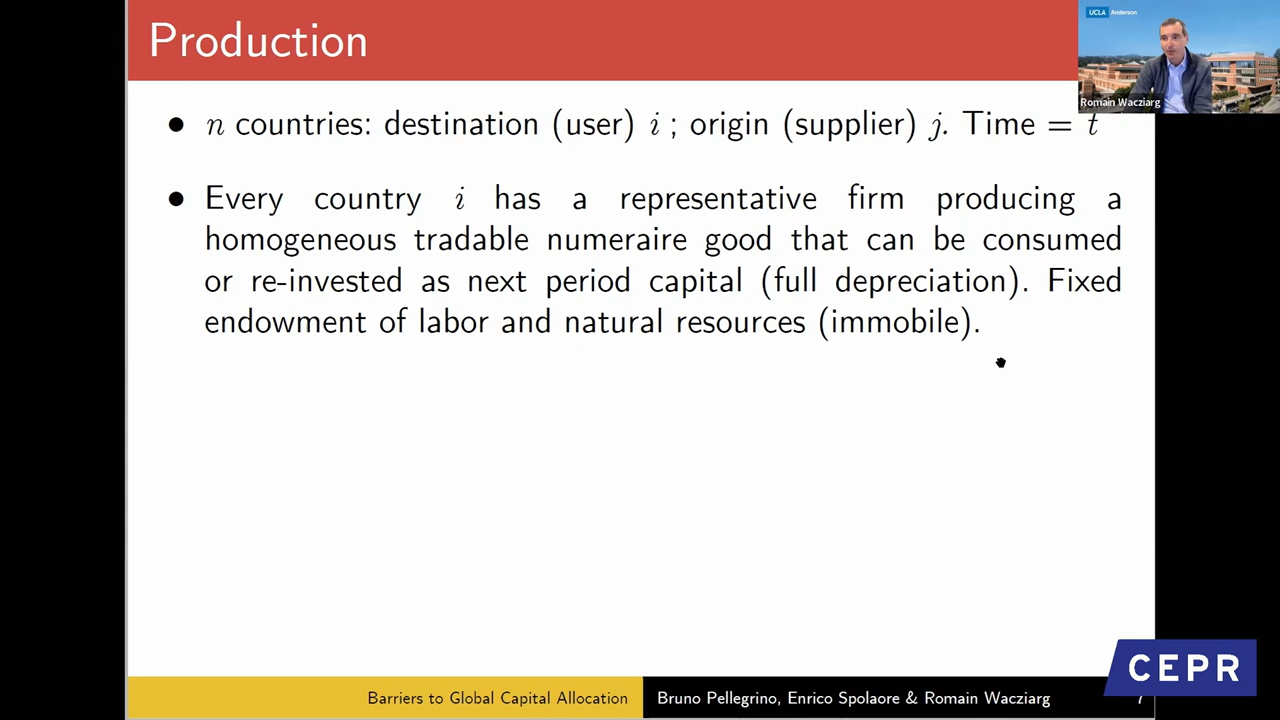 Production
UCLA Anderson
Romain Wacziarg
• n countries: destination (user) i ; origin (supplier) j. Time = t
• Every country i has a representative firm producing a
homogeneous tradable numeraire good that can be consumed
or re-invested as next period capital (full depreciation). Fixed
endowment of labor and natural resources (immobile).
CEPR
Barriers to Global Capital Allocation
Bruno Pellegrino, Enrico Spolaore & Romain Wacziarg
7